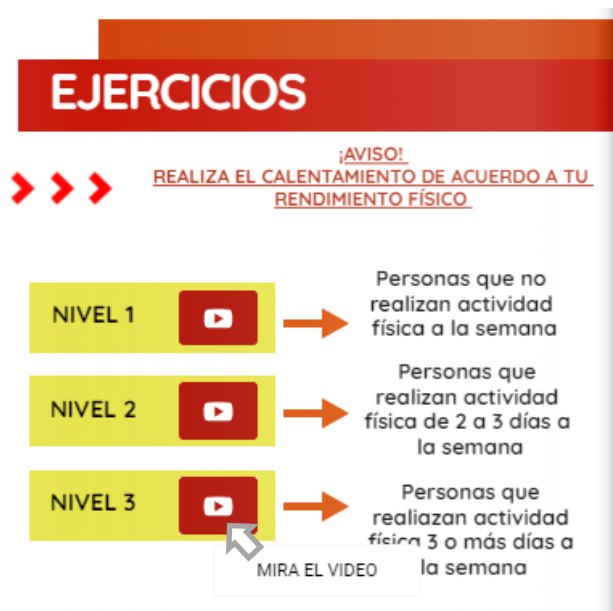 EJERCICIOS
¡AVISO!
REALIZA EL CALENTAMIENTO DE ACUERDO A TU
RENDIMIENTO FÍSICO
NIVEL 1
Personas que no
realizan actividad
física a la semana
NIVEL 2
Personas que
realizan actividad
física de 2 a 3 días a
la semana
NIVEL 3
Personas que
realiazan actividad
física 3 o más días a
la semana
MIRA EL VIDEO